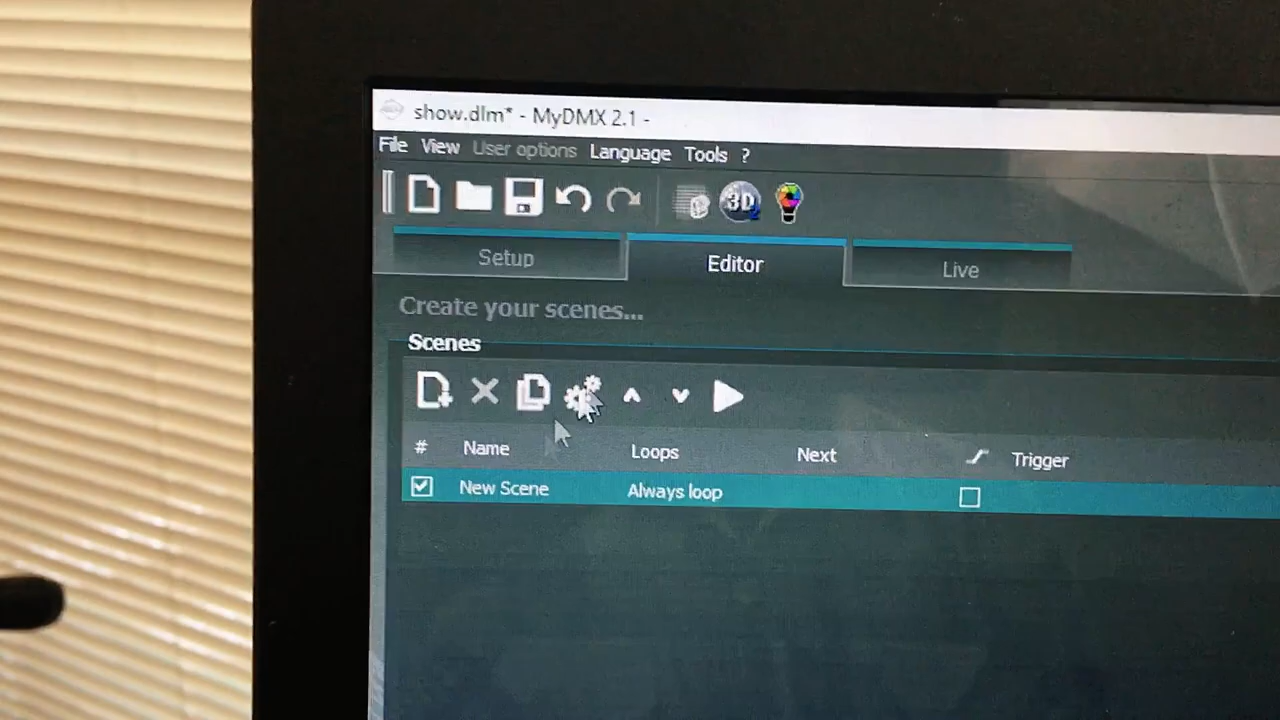 show.dlm* - MyDMX 2.1 -
File View User options Language Tools ?
3D
Setup Editor Live
Create your scenes...
Scenes
# Name Loops Next Trigger
New Scene Always loop